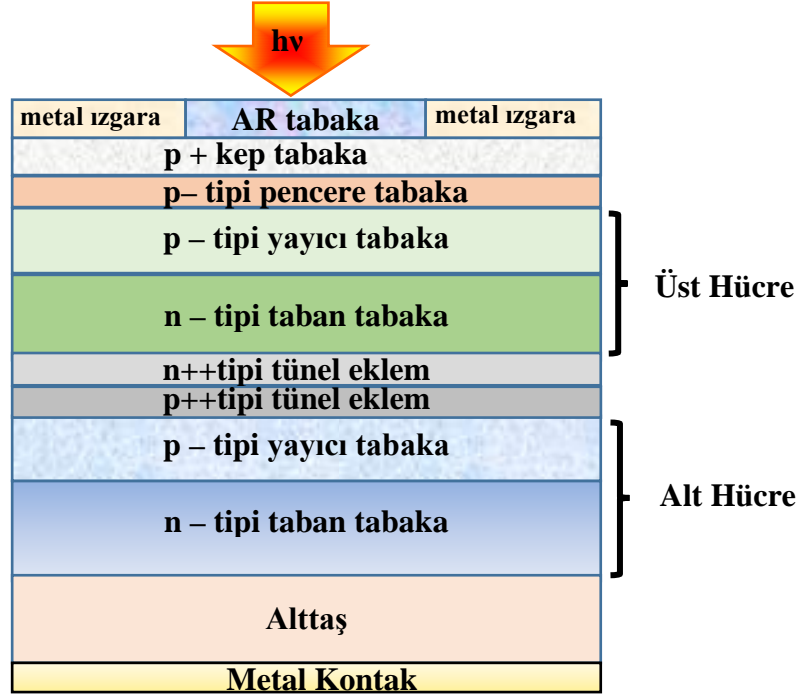 hν
metal ızgara
AR tabaka
metal ızgara
p + kep tabaka
p– tipi pencere tabaka
p – tipi yayıcı tabaka
n – tipi taban tabaka
Üst Hücre
n++tipi tünel eklem
p++tipi tünel eklem
p – tipi yayıcı tabaka
n – tipi taban tabaka
Alt Hücre
Alttaş
Metal Kontak